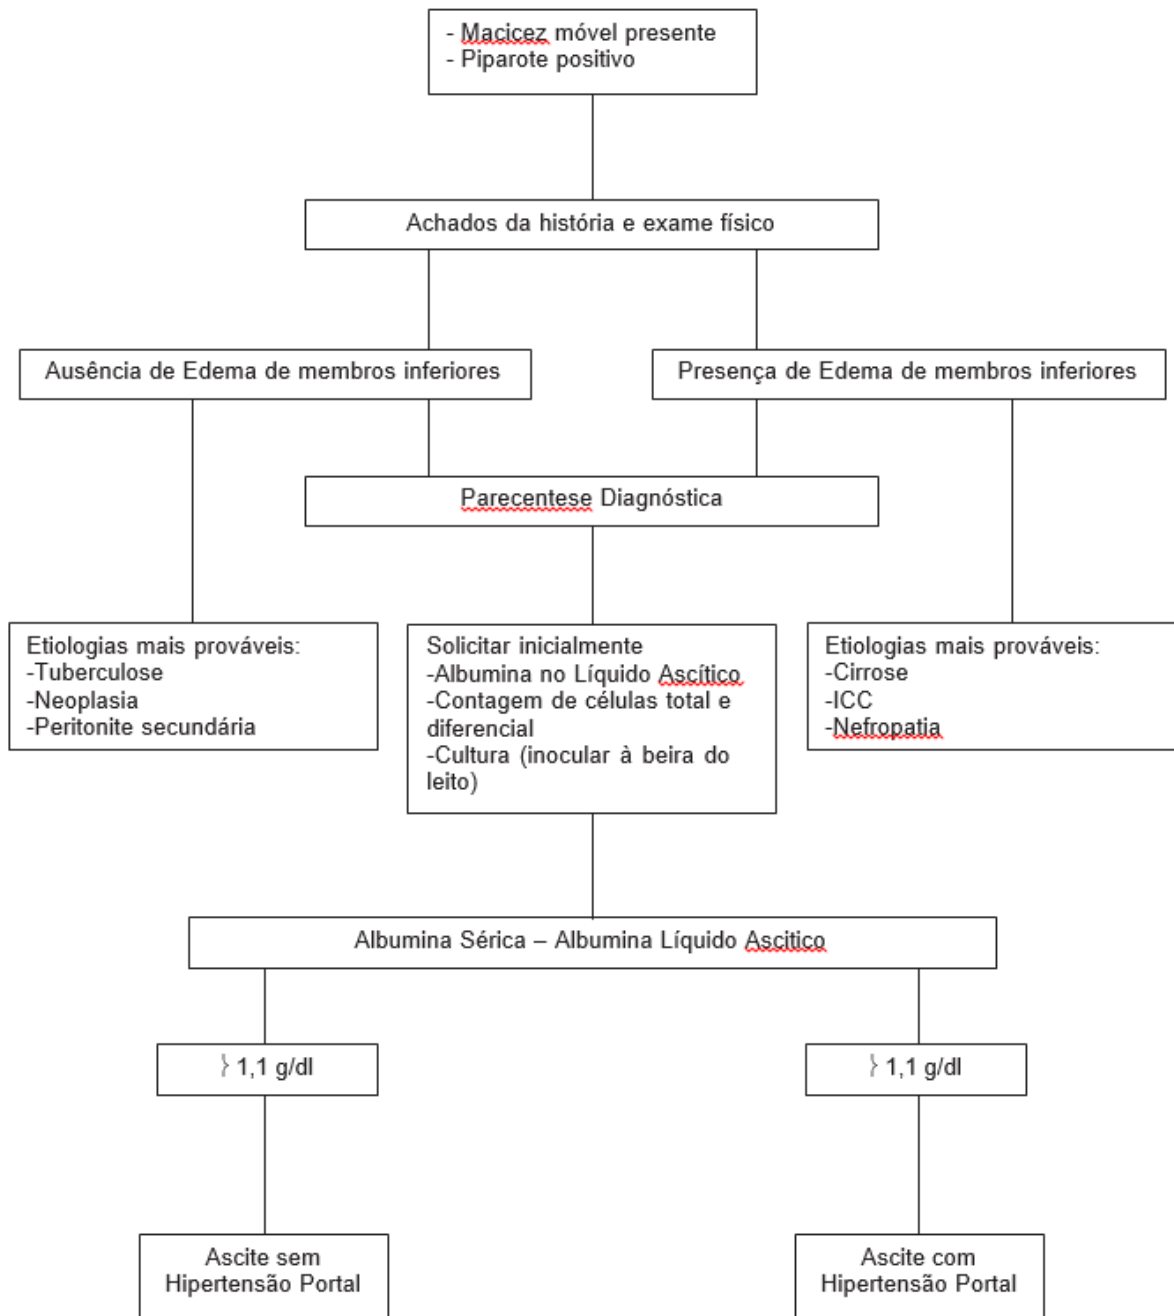 - Macicez móvel presente
- Piparote positivo
Achados da história e exame físico
Ausência de Edema de membros inferiores
Presença de Edema de membros inferiores
Parecentese Diagnóstica
Etiologias mais prováveis:
-Tuberculose
-Neoplasia
-Peritonite secundária
Solicitar inicialmente
-Albumina no Líquido Ascítico
-Contagem de células total e
diferencial
-Cultura (inocular à beira do
leito)
Etiologias mais prováveis:
-Cirrose
-ICC
-Nefropatia
Albumina Sérica – Albumina Líquido Ascitico
⦒ 1,1 g/dl
⦒ 1,1 g/dl
Ascite sem
Hipertensão Portal
Ascite com
Hipertensão Portal